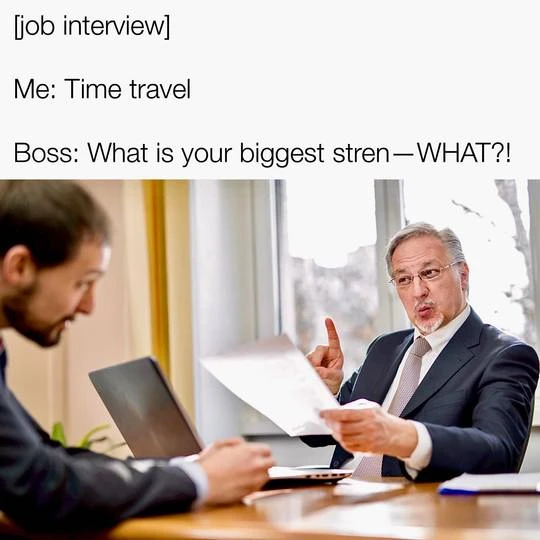 [job interview]
Me: Time travel
Boss: What is your biggest stren—WHAT?!